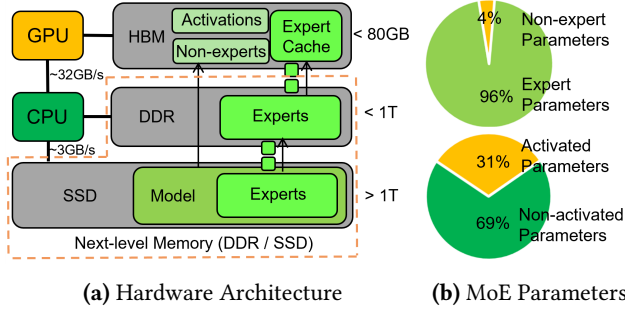 GPU
~32GB/s
CPU
~3GB/s
HBM
Activations
Non-experts
Expert
Cache
< 80GB
DDR
Experts
< 1T
SSD
Model
Experts
> 1T
Next-level Memory (DDR / SSD)
(a) Hardware Architecture
4%
Non-expert
Parameters
96%
Expert
Parameters
31%
Activated
Parameters
69%
Non-activated
Parameters
(b) MoE Parameters